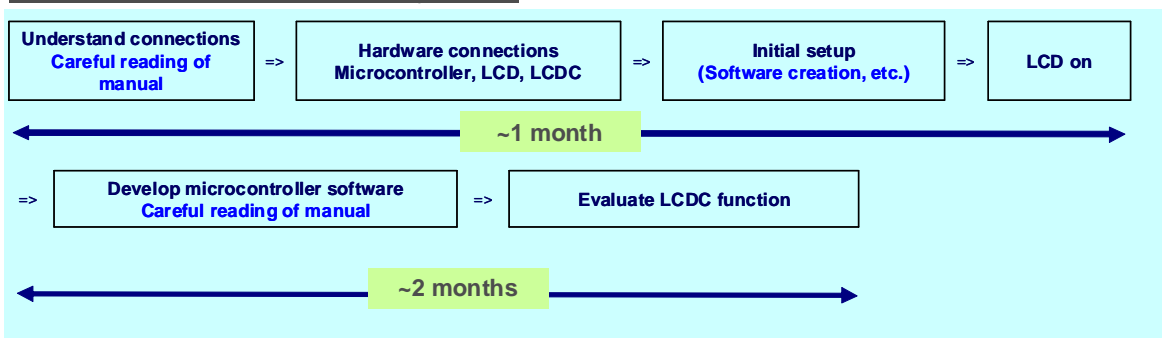 Understand connections
Careful reading of
manual
=>
Hardware connections
Microcontroller, LCD, LCDC
=>
Initial setup
(Software creation, etc.)
=>
LCD on
~1 month
=>
Develop microcontroller software
Careful reading of manual
=>
Evaluate LCDC function
~2 months